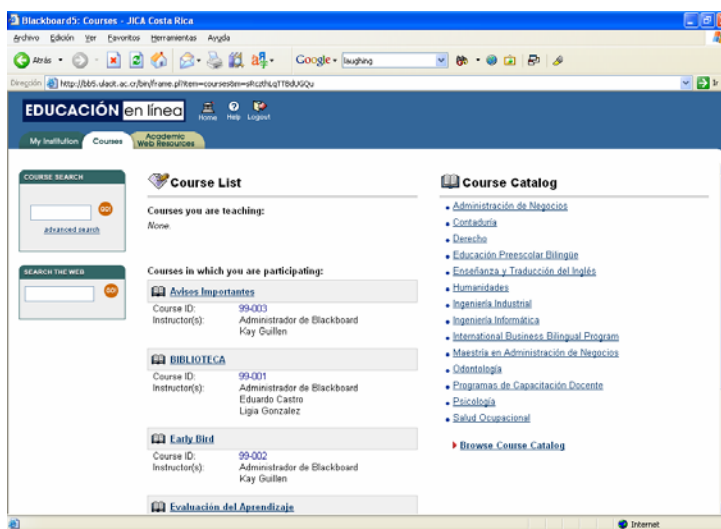 Blackboard5: Courses - JICA Costa Rica
Archivo Edición Ver Favoritos Herramientas Ayuda
Atrás
Google
laughing
Dirección
EDUCACIÓN en línea
Home Help Logout
My Institution Courses Academic Web Resources
COURSE SEARCH
GO!
advanced search
SEARCH THE WEB
GO!
Course List
Courses you are teaching:
None.
Courses in which you are participating:
Avisos Importantes
Course ID: 99-003
Instructor(s): Administrador de Blackboard
Kay Guillen
BIBLIOTECA
Course ID: 99-001
Instructor(s): Administrador de Blackboard
Eduardo Castro
Ligia Gonzalez
Early Bird
Course ID: 99-002
Instructor(s): Administrador de Blackboard
Kay Guillen
Evaluación del Aprendizaje
Course Catalog
Administración de Negocios
Contaduría
Derecho
Educación Preescolar Bilingüe
Enseñanza y Traducción del Inglés
Humanidades
Ingeniería Industrial
Ingeniería Informática
International Business Bilingual Program
Maestría en Administración de Negocios
Odontología
Programas de Capacitación Docente
Psicología
Salud Ocupacional
Browse Course Catalog
Internet